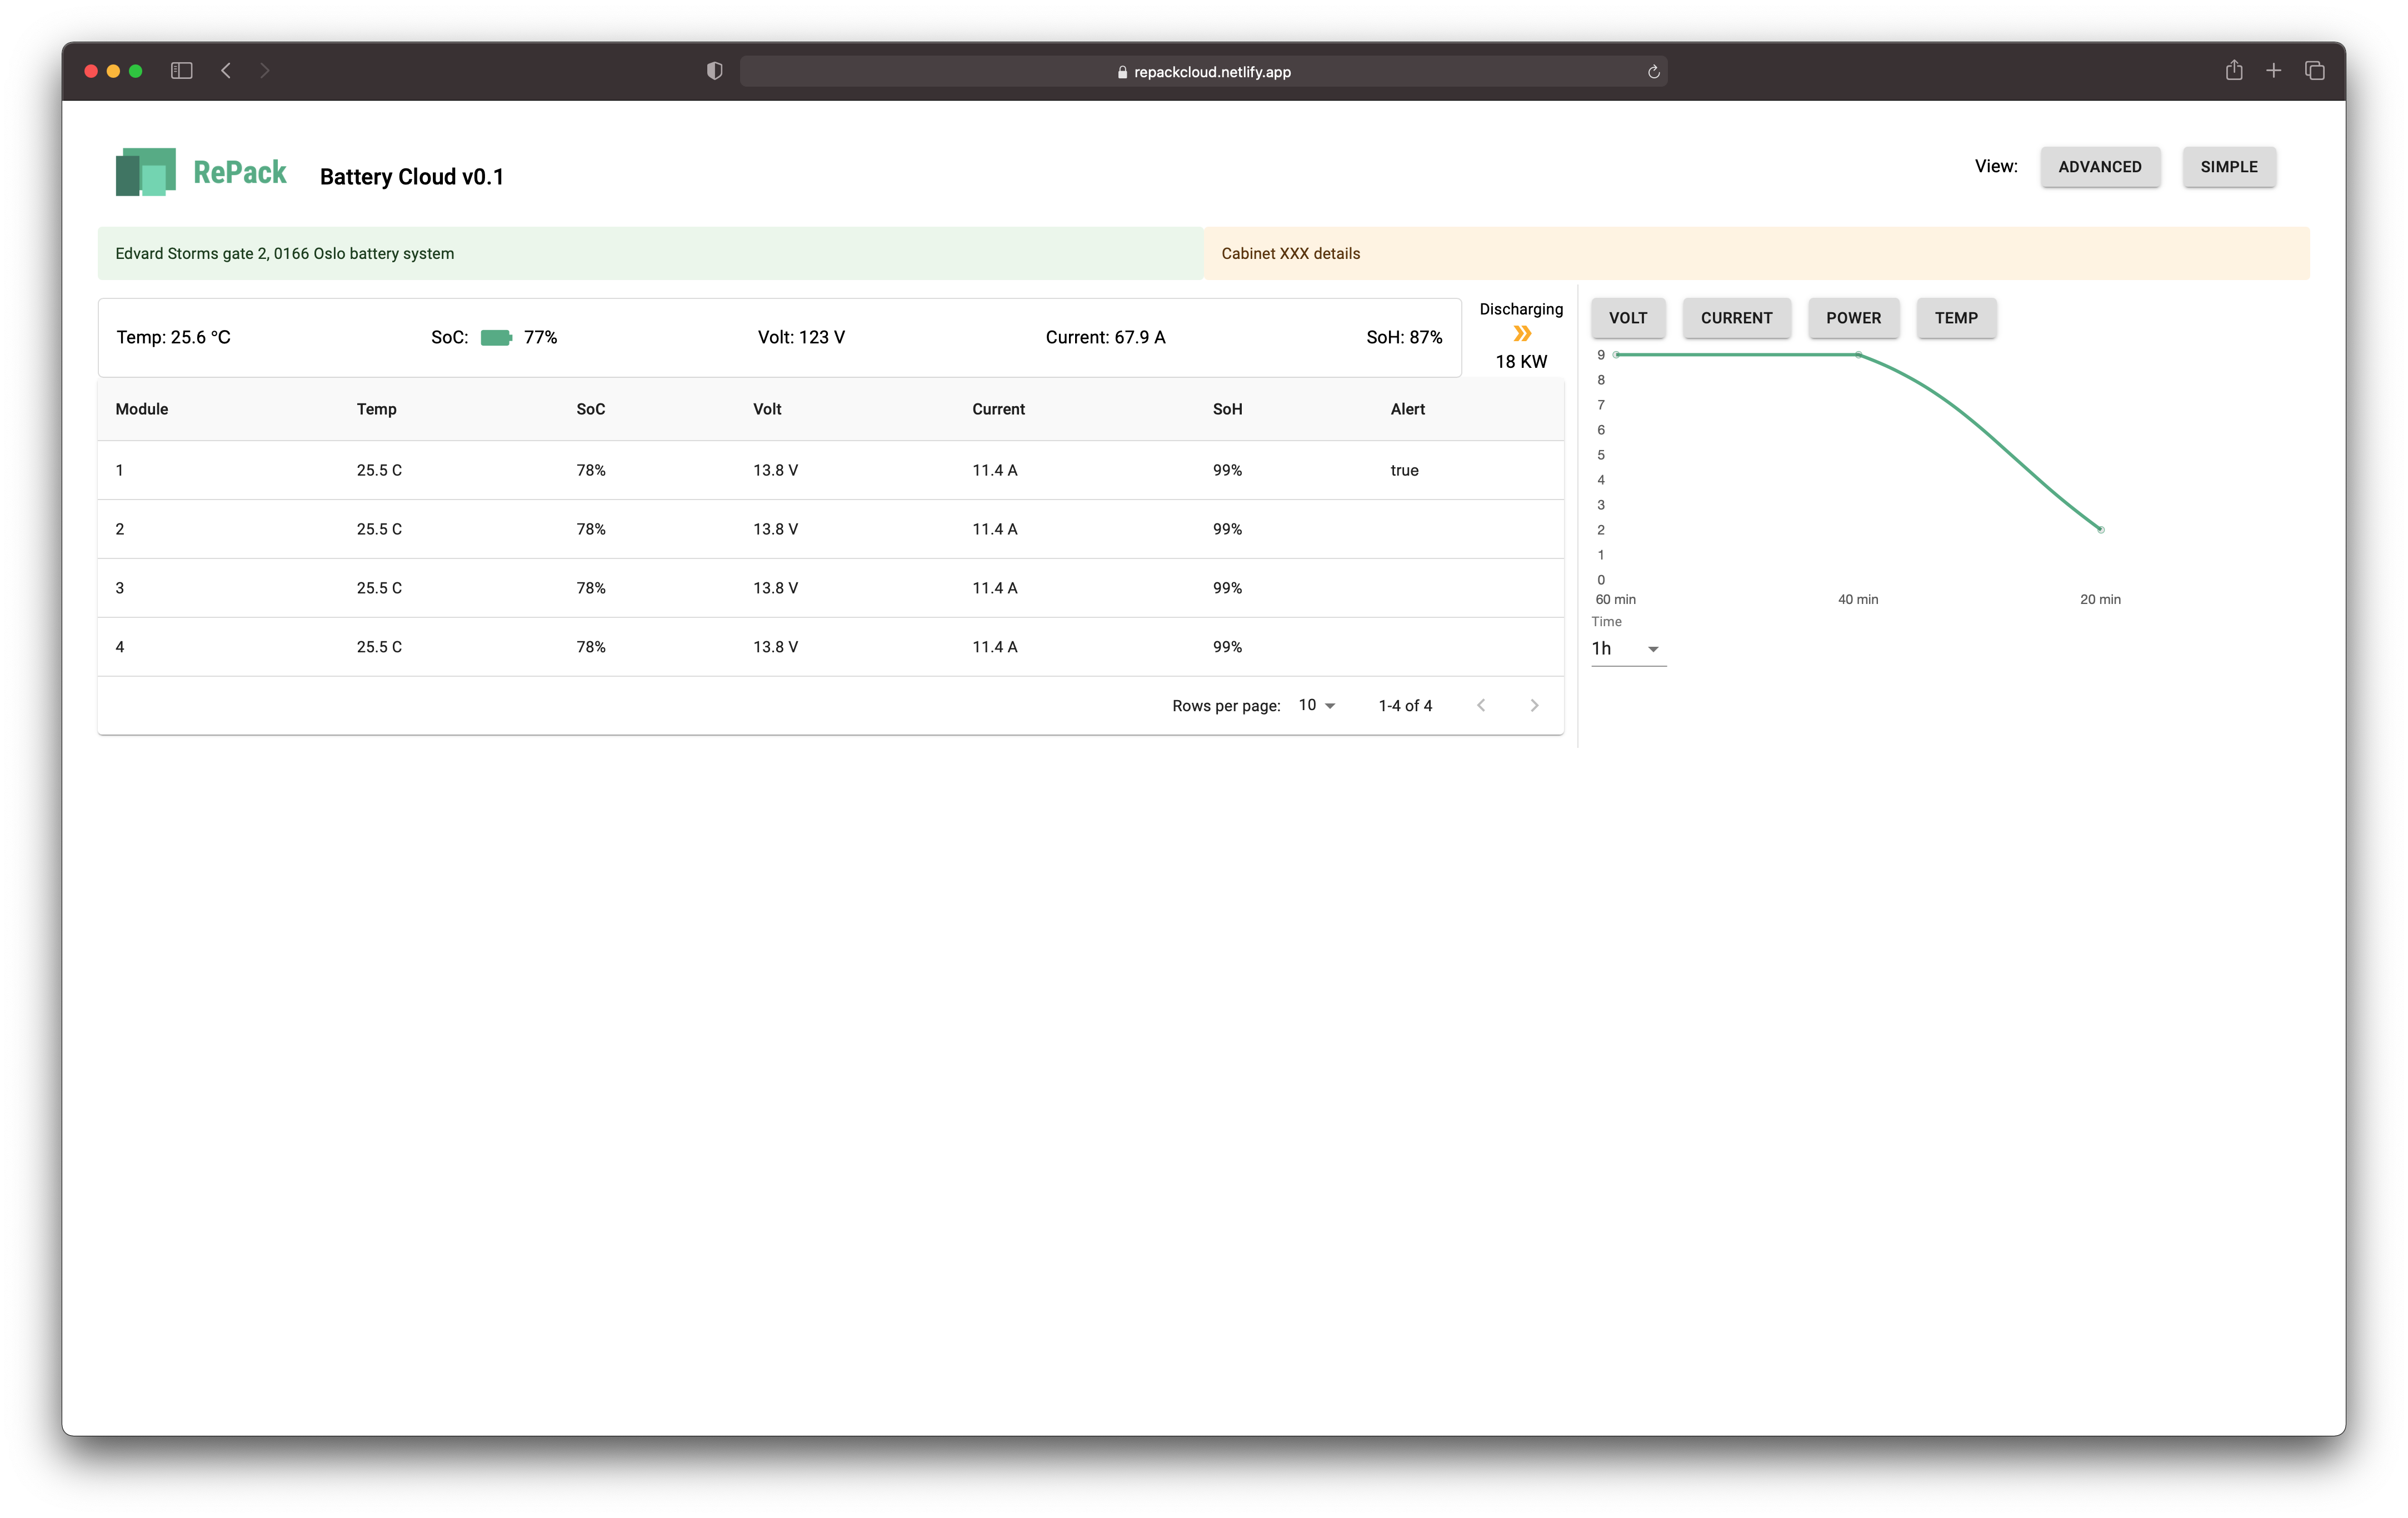 repackcloud.netlify.app
RePack Battery Cloud v0.1
View: ADVANCED SIMPLE
Edvard Storms gate 2, 0166 Oslo battery system
Cabinet XXX details
Temp: 25.6 °C SoC: 77% Volt: 123 V Current: 67.9 A SoH: 87%
Discharging
18 KW
Module Temp SoC Volt Current SoH Alert
1 25.5 C 78% 13.8 V 11.4 A 99% true
2 25.5 C 78% 13.8 V 11.4 A 99%
3 25.5 C 78% 13.8 V 11.4 A 99%
4 25.5 C 78% 13.8 V 11.4 A 99%
Rows per page: 10 1-4 of 4
VOLT CURRENT POWER TEMP
9
8
7
6
5
4
3
2
1
0
60 min 40 min 20 min
Time
1h